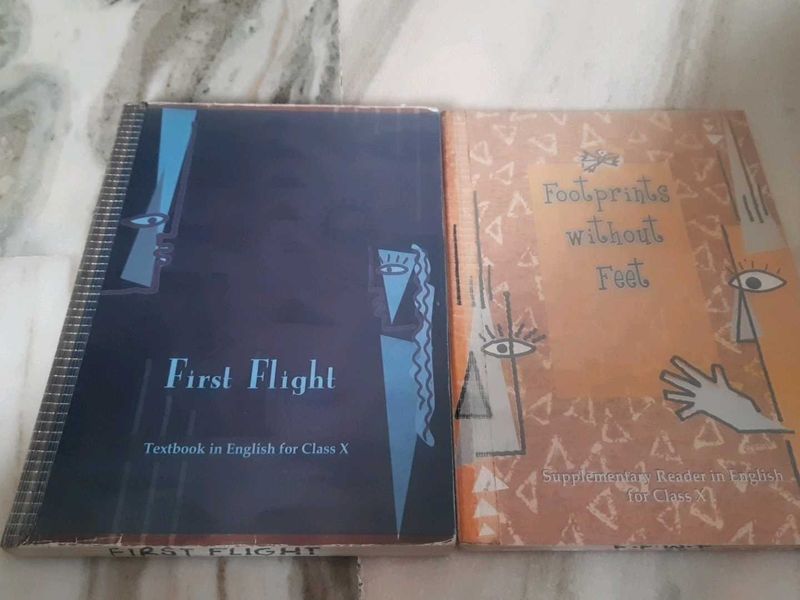 First Flight
Textbook in English for Class X
FIRST FLIGHT
Footprints
without
Feet
Supplementary Reader in English
for Class X
F.F.W.F